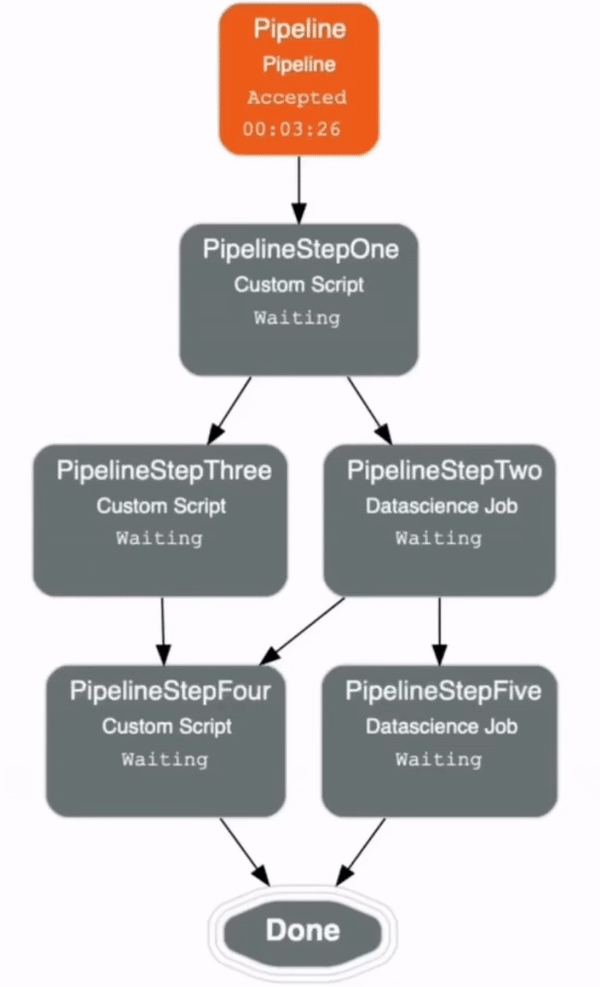 Pipeline
Pipeline
Accepted
00:03:26
PipelineStepOne
Custom Script
Waiting
PipelineStepThree
Custom Script
Waiting
PipelineStepTwo
Datascience Job
Waiting
PipelineStepFour
Custom Script
Waiting
PipelineStepFive
Datascience Job
Waiting
Done